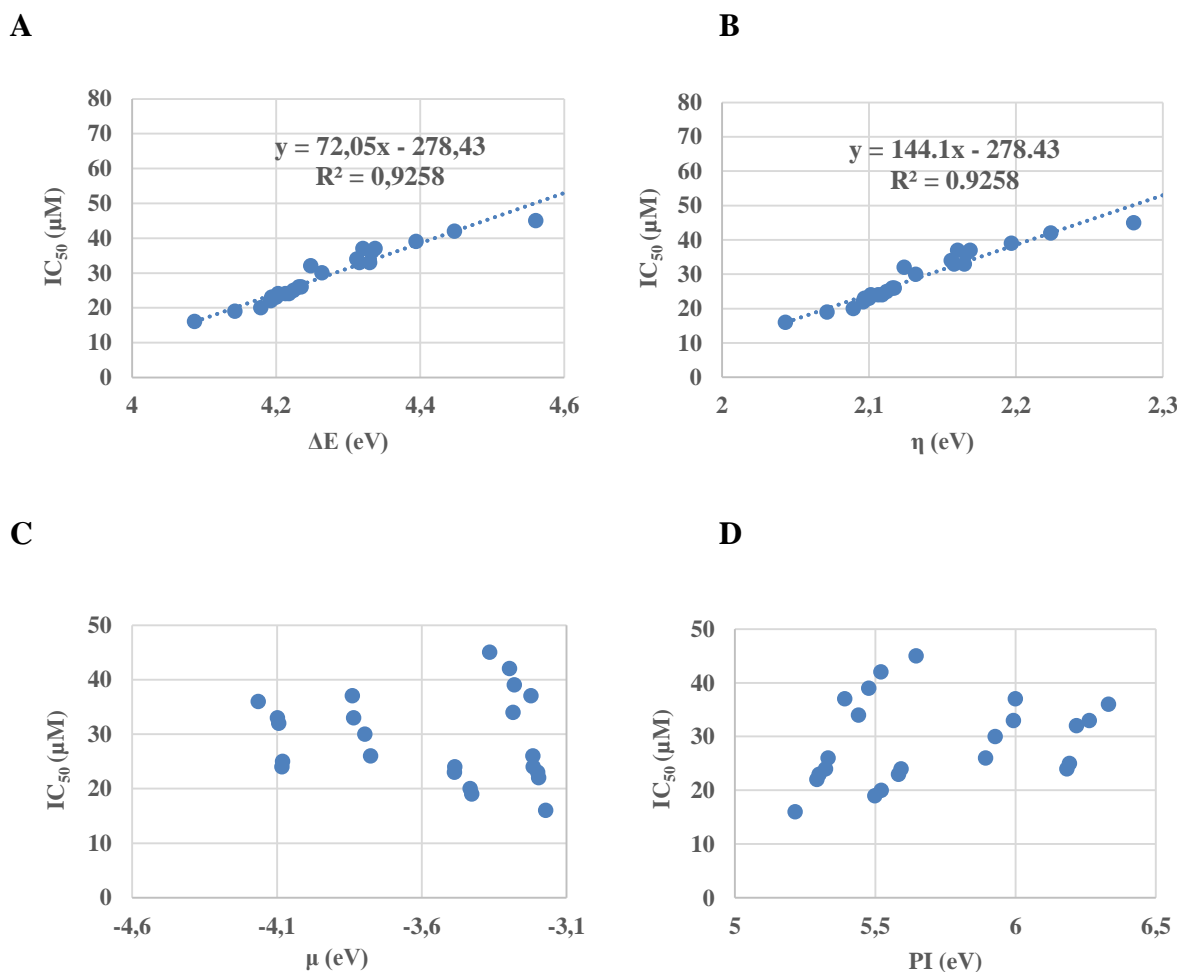 A
B
80
70
60
50
40
30
20
10
0
y = 72,05x - 278,43
R² = 0,9258
IC₅₀ (µM)
4
4,2
4,4
4,6
ΔE (eV)
80
70
60
50
40
30
20
10
0
y = 144.1x - 278.43
R² = 0.9258
IC₅₀ (µM)
2
2,1
2,2
2,3
η (eV)
C
D
50
40
30
20
10
0
IC₅₀ (µM)
-4,6
-4,1
-3,6
-3,1
µ (eV)
50
40
30
20
10
0
IC₅₀ (µM)
5
5,5
6
6,5
PI (eV)